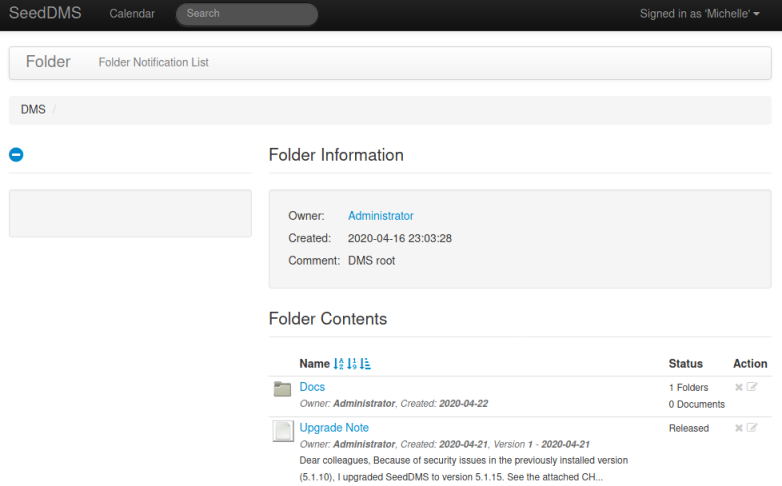 SeedDMS Calendar Search Signed in as 'Michelle'
Folder Folder Notification List
DMS /
Folder Information
Owner: Administrator
Created: 2020-04-16 23:03:28
Comment: DMS root
Folder Contents
Name Status Action
Docs 1 Folders
Owner: Administrator, Created: 2020-04-22 0 Documents
Upgrade Note Released
Owner: Administrator, Created: 2020-04-21, Version 1 - 2020-04-21
Dear colleagues, Because of security issues in the previously installed version
(5.1.10), I upgraded SeedDMS to version 5.1.15. See the attached CH...